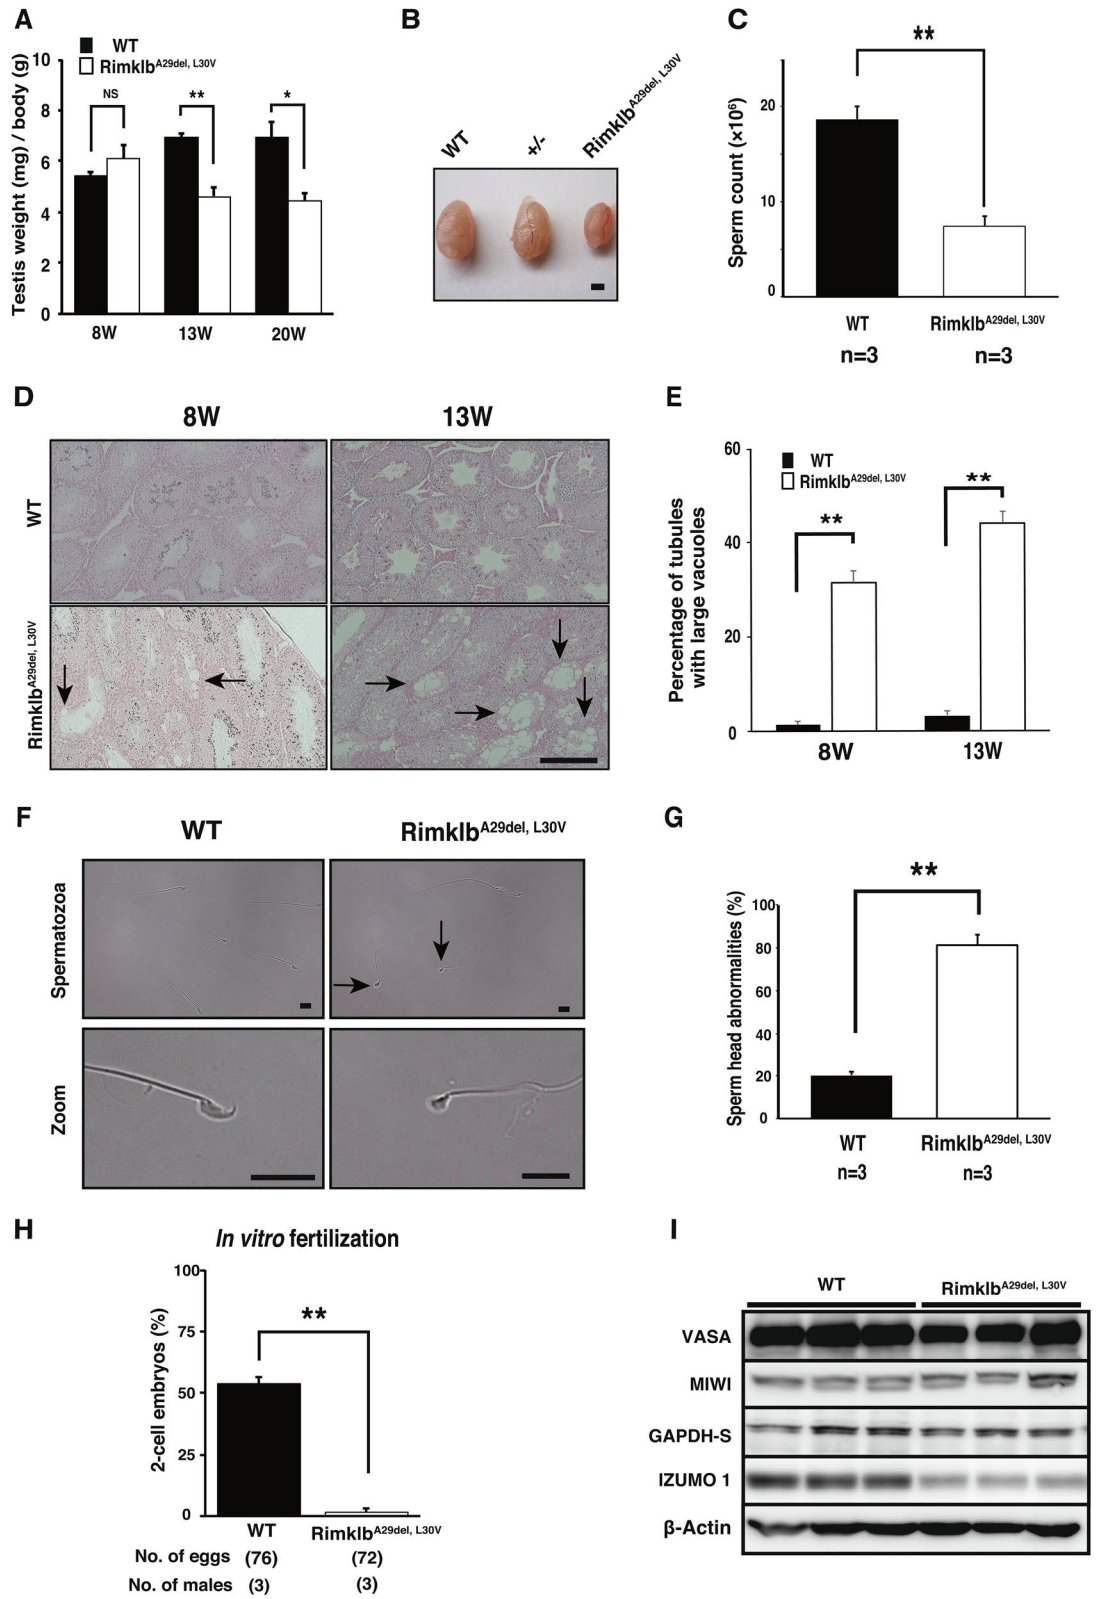 A
WT
Rimklb^A29del, L30V
Testis weight (mg) / body (g)
10
8
6
4
2
0
NS
**
*
8W
13W
20W
B
WT
+/-
Rimklb^A29del, L30V
C
**
Sperm count (×10⁶)
20
10
0
WT
Rimklb^A29del, L30V
n=3
n=3
D
8W
13W
WT
Rimklb^A29del, L30V
E
60
40
20
0
WT
Rimklb^A29del, L30V
**
**
Percentage of tubules
with large vacuoles
8W
13W
F
WT
Rimklb^A29del, L30V
Spermatozoa
Zoom
G
**
Sperm head abnormalities (%)
100
80
60
40
20
0
WT
Rimklb^A29del, L30V
n=3
n=3
H
In vitro fertilization
2-cell embryos (%)
100
75
50
25
0
**
WT
Rimklb^A29del, L30V
No. of eggs (76) (72)
No. of males (3) (3)
I
WT
Rimklb^A29del, L30V
VASA
MIWI
GAPDH-S
IZUMO 1
β-Actin